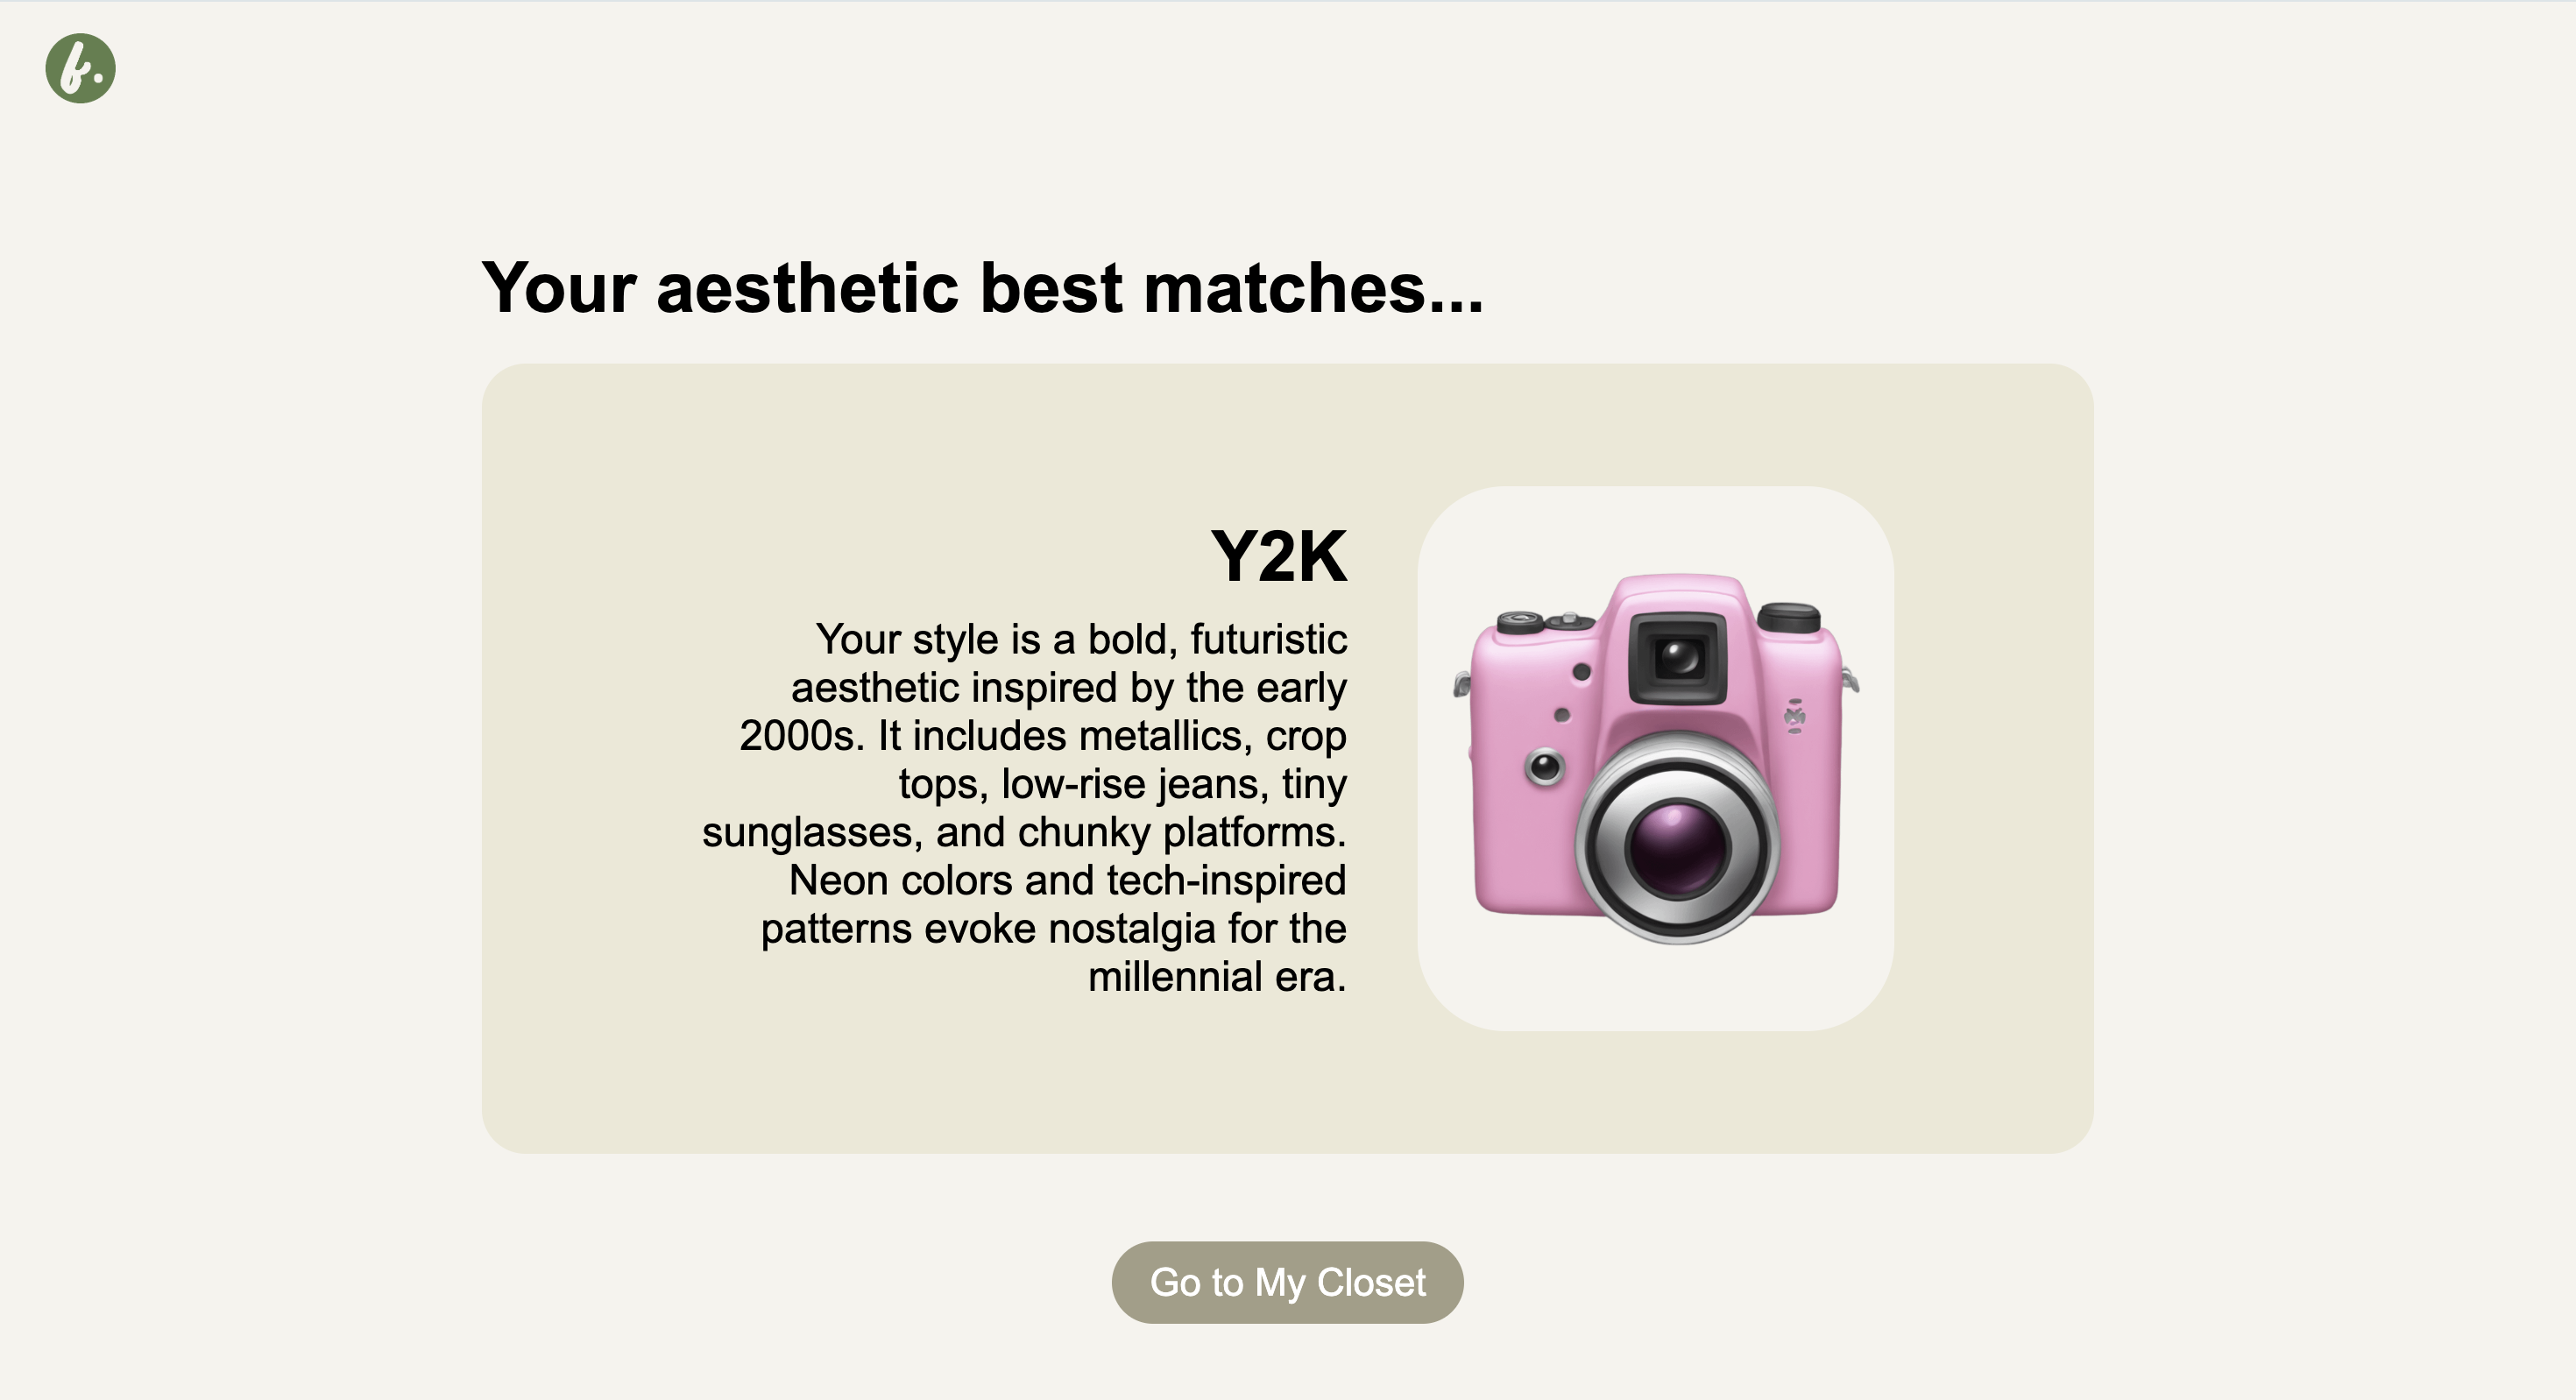 f.
Your aesthetic best matches...
Y2K
Your style is a bold, futuristic
aesthetic inspired by the early
2000s. It includes metallics, crop
tops, low-rise jeans, tiny
sunglasses, and chunky platforms.
Neon colors and tech-inspired
patterns evoke nostalgia for the
millennial era.
Go to My Closet